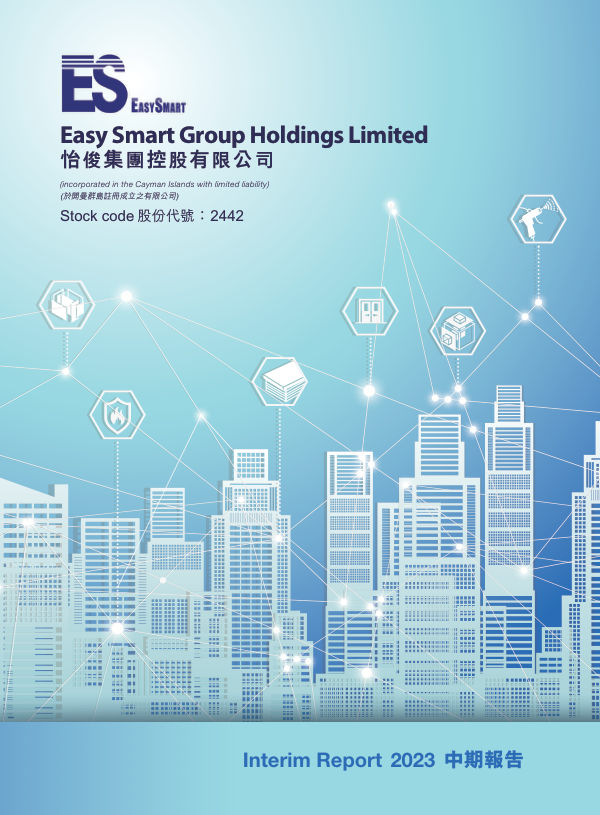 ES EASYSMART
Easy Smart Group Holdings Limited
怡俊集團控股有限公司
(incorporated in the Cayman Islands with limited liability)
(於開曼群島註冊成立之有限公司)
Stock code 股份代號：2442
Interim Report 2023 中期報告